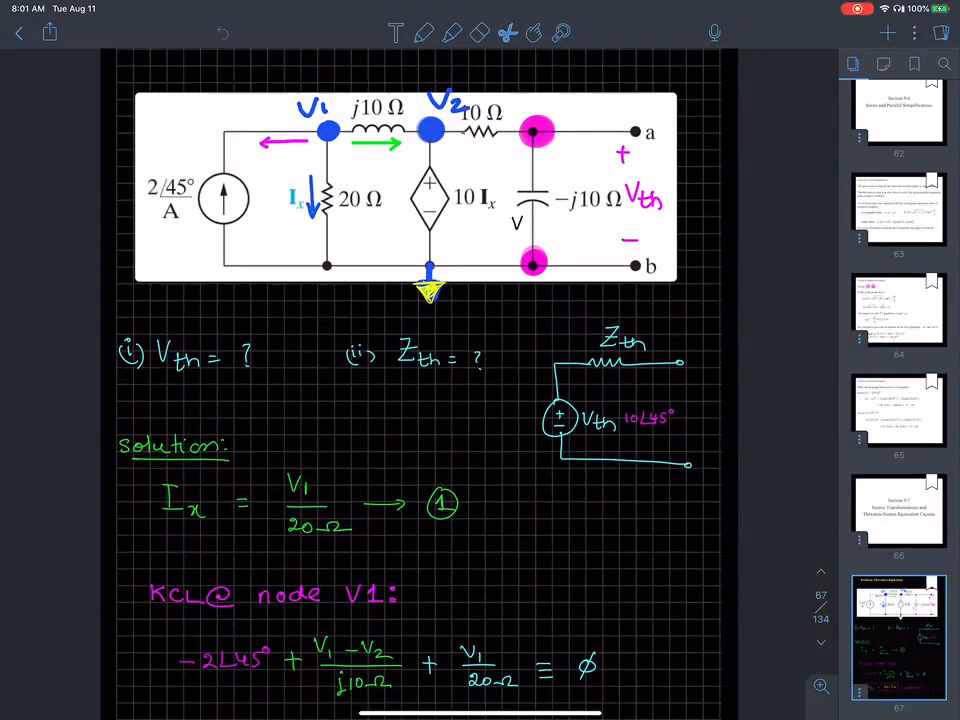 8:01 AM Tue Aug 11
100%
V1
j10 Ω
V2
10 Ω
a
+
2/45°
A
Ix
20 Ω
+
−
10 Ix
−j10 Ω
V
Vth
−
b
(i) Vth = ?
(ii) Zth = ?
Zth
+
−
Vth 10∠45°
Solution:
Ix = V1 / 20Ω → ①
KCL@ node V1:
−2∠45° + (V1 − V2) / j10Ω + V1 / 20Ω ≡ ∅
Section 9.6
Series and Parallel Simplifications
62
63
64
65
Section 9.7
Source Transformations and
Thévenin-Norton Equivalent Circuits
66
67
/
134
67